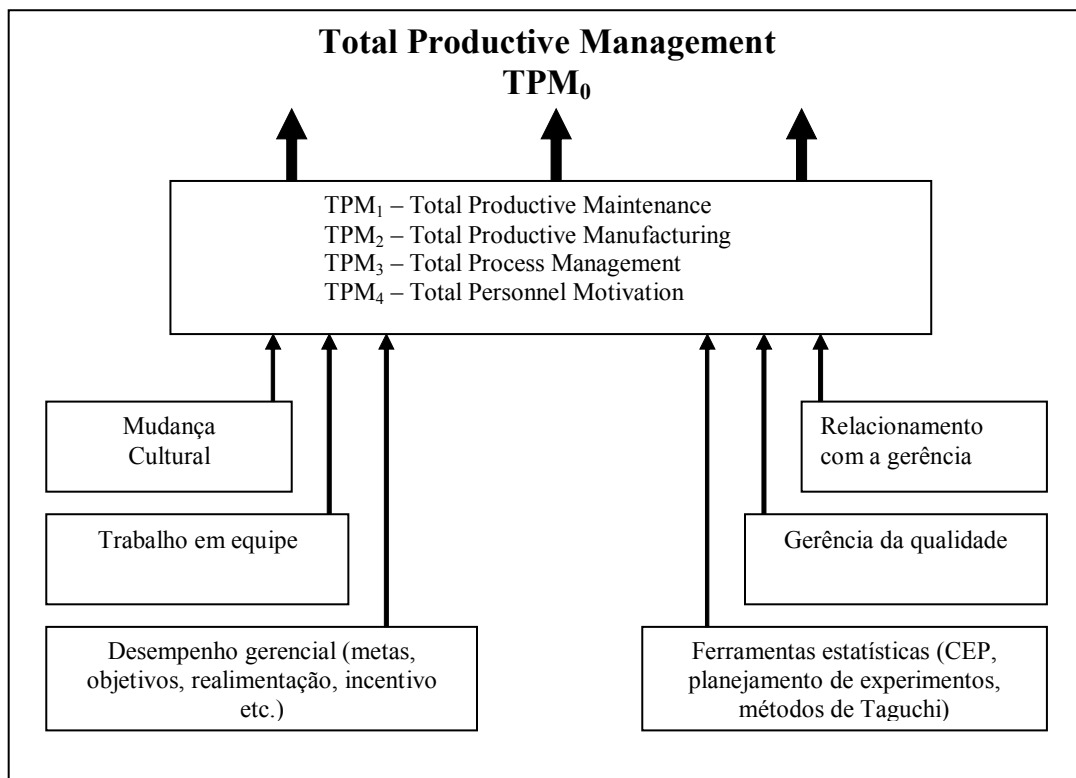 Total Productive Management
TPM₀
TPM₁ – Total Productive Maintenance
TPM₂ – Total Productive Manufacturing
TPM₃ – Total Process Management
TPM₄ – Total Personnel Motivation
Mudança
Cultural
Relacionamento
com a gerência
Trabalho em equipe
Gerência da qualidade
Desempenho gerencial (metas,
objetivos, realimentação, incentivo
etc.)
Ferramentas estatísticas (CEP,
planejamento de experimentos,
métodos de Taguchi)